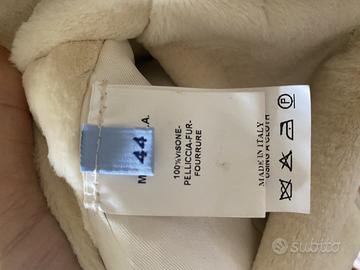 44
M
.A.
100%VISONE-
PELLICCIA-FUR-
FOURRURE
MADE IN ITALY
USING A CLOTH
P
subito